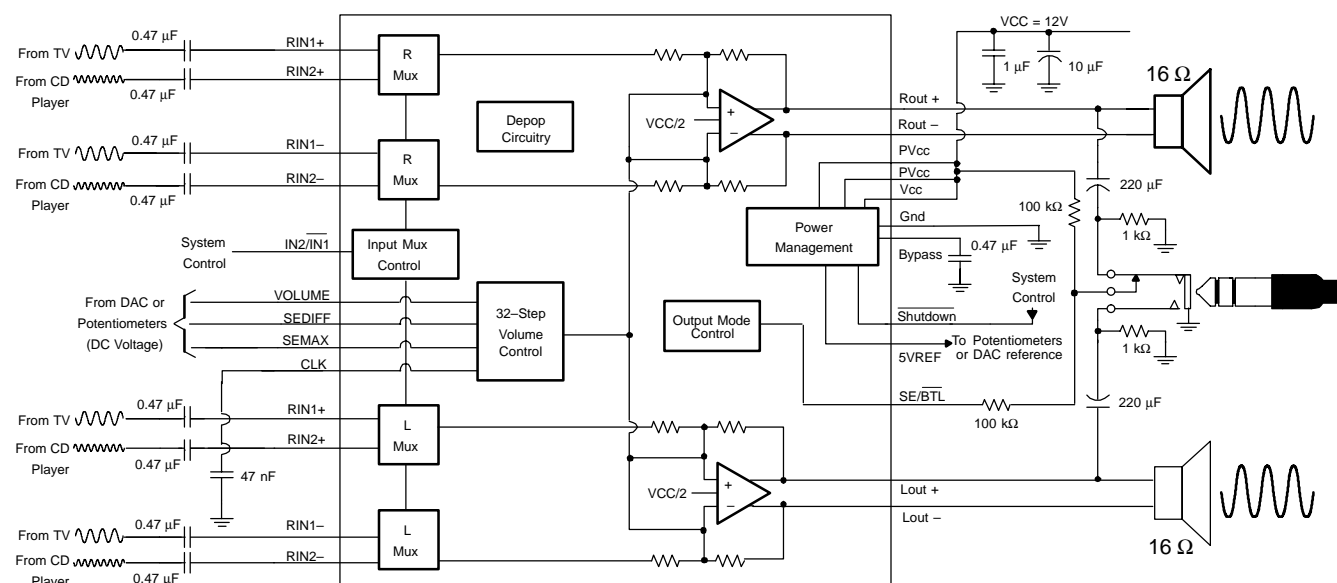 VCC = 12V
From TV
0.47 µF
RIN1+
R
Mux
1 µF
10 µF
16 Ω
From CD
Player
0.47 µF
RIN2+
Depop
Circuitry
VCC/2
+
−
Rout +
Rout −
From TV
0.47 µF
RIN1−
R
Mux
PVcc
From CD
Player
0.47 µF
RIN2−
PVcc
Vcc
220 µF
100 kΩ
1 kΩ
System
Control
IN2/IN1
Input Mux
Control
Power
Management
Gnd
Bypass
0.47 µF
System
Control
From DAC or
Potentiometers
(DC Voltage)
VOLUME
SEDIFF
SEMAX
CLK
32−Step
Volume
Control
Output Mode
Control
Shutdown
5VREF
To Potentiometers
or DAC reference
1 kΩ
SE/BTL
100 kΩ
220 µF
From TV
0.47 µF
RIN1+
L
Mux
From CD
Player
0.47 µF
RIN2+
47 nF
VCC/2
+
−
Lout +
Lout −
From TV
0.47 µF
RIN1−
L
Mux
From CD
Player
0.47 µF
RIN2−
16 Ω